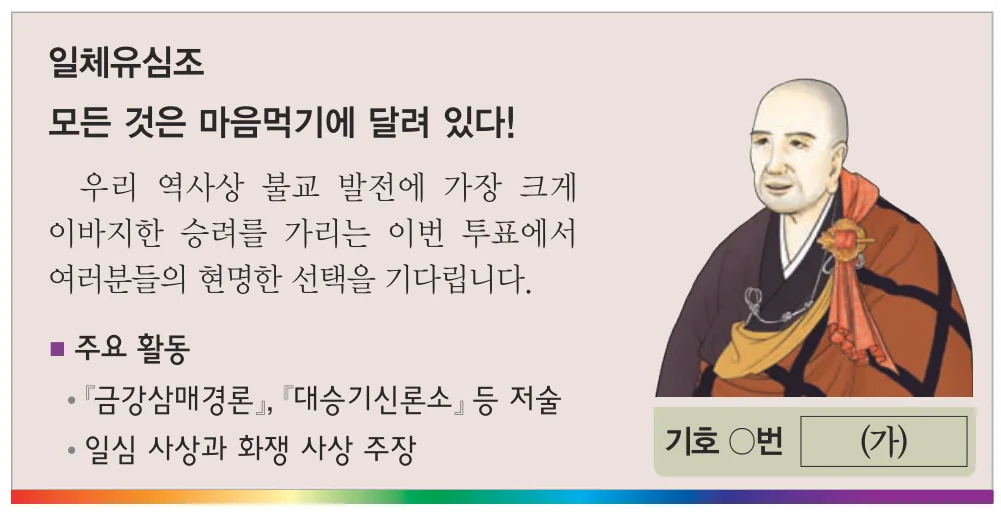 일체유심조
모든 것은 마음먹기에 달려 있다!
우리 역사상 불교 발전에 가장 크게
이바지한 승려를 가리는 이번 투표에서
여러분들의 현명한 선택을 기다립니다.
■ 주요 활동
• 『금강삼매경론』, 『대승기신론소』 등 저술
• 일심 사상과 화쟁 사상 주장
기호 ○번 (가)